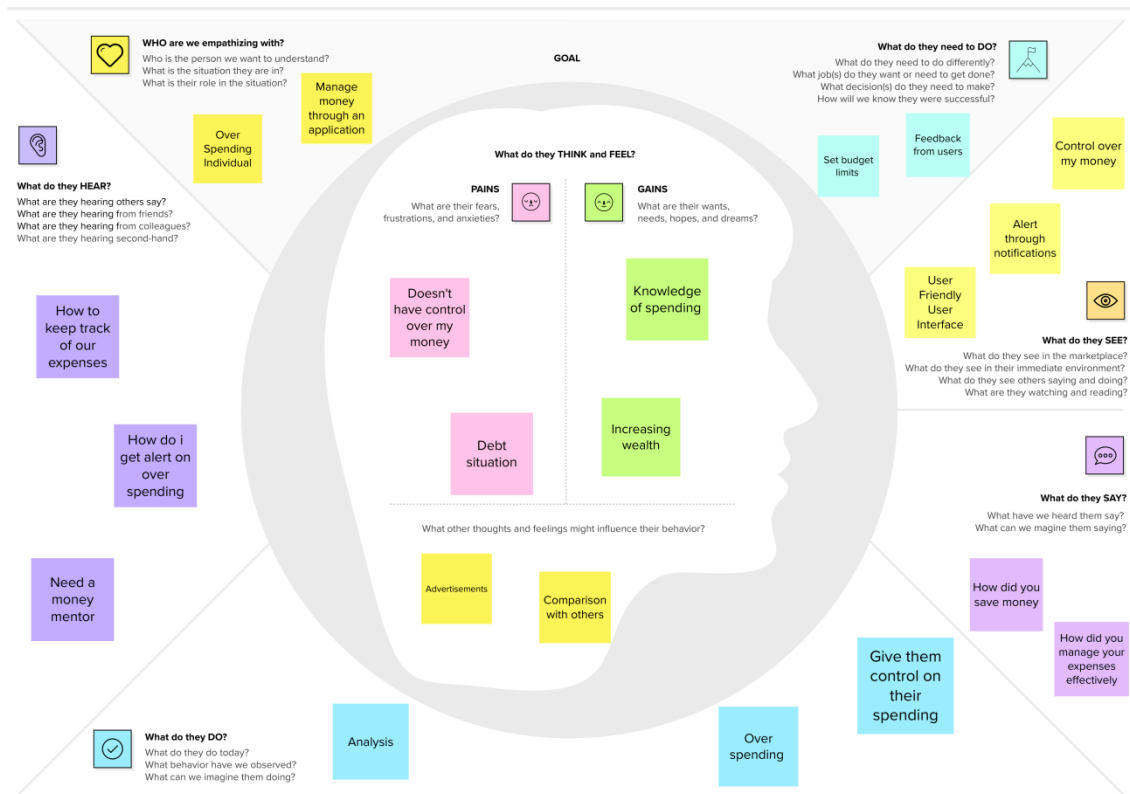 WHO are we empathizing with?
Who is the person we want to understand?
What is the situation they are in?
What is their role in the situation?
Manage
money
through an
application
Over
Spending
Individual
GOAL
What do they need to DO?
What do they need to do differently?
What job(s) do they want or need to get done?
What decision(s) do they need to make?
How will we know they were successful?
Set budget
limits
Feedback
from users
Control over
my money
Alert
through
notifications
User
Friendly
User
Interface
What do they SEE?
What do they see in the marketplace?
What do they see in their immediate environment?
What do they see others saying and doing?
What are they watching and reading?
What do they HEAR?
What are they hearing others say?
What are they hearing from friends?
What are they hearing from colleagues?
What are they hearing second-hand?
How to
keep track
of our
expenses
How do i
get alert on
over
spending
Need a
money
mentor
What do they THINK and FEEL?
PAINS
What are their fears,
frustrations, and anxieties?
GAINS
What are their wants,
needs, hopes, and dreams?
Doesn't
have control
over my
money
Debt
situation
Knowledge
of spending
Increasing
wealth
What other thoughts and feelings might influence their behavior?
Advertisements
Comparison
with others
What do they SAY?
What have we heard them say?
What can we magine them saying?
How did you
save money
How did you
manage your
expenses
effectively
What do they DO?
What do they do today?
What behavior have we observed?
What can we imagine them doing?
Analysis
Over
spending
Give them
control on
their
spending